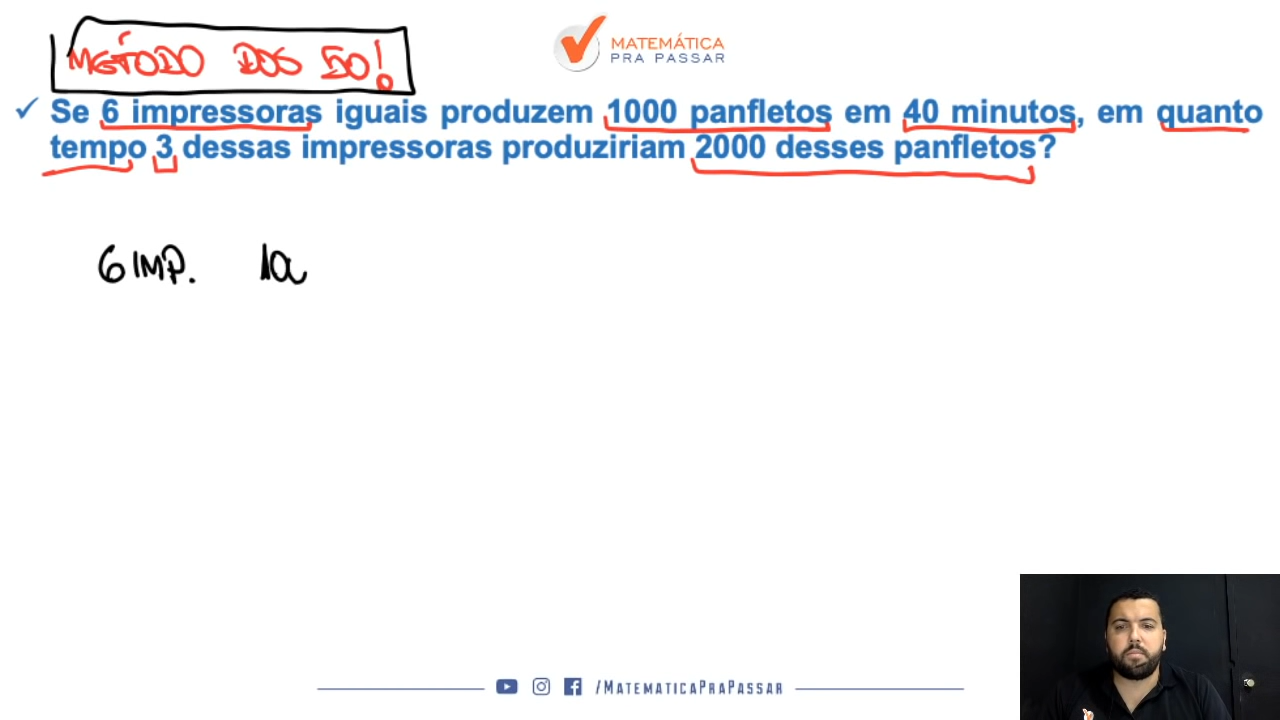 MÉTODO DOS 50!
MATEMÁTICA
PRA PASSAR
✓ Se 6 impressoras iguais produzem 1000 panfletos em 40 minutos, em quanto
tempo 3 dessas impressoras produziriam 2000 desses panfletos?
6 IMP.
/MATEMATICAPRAPASSAR